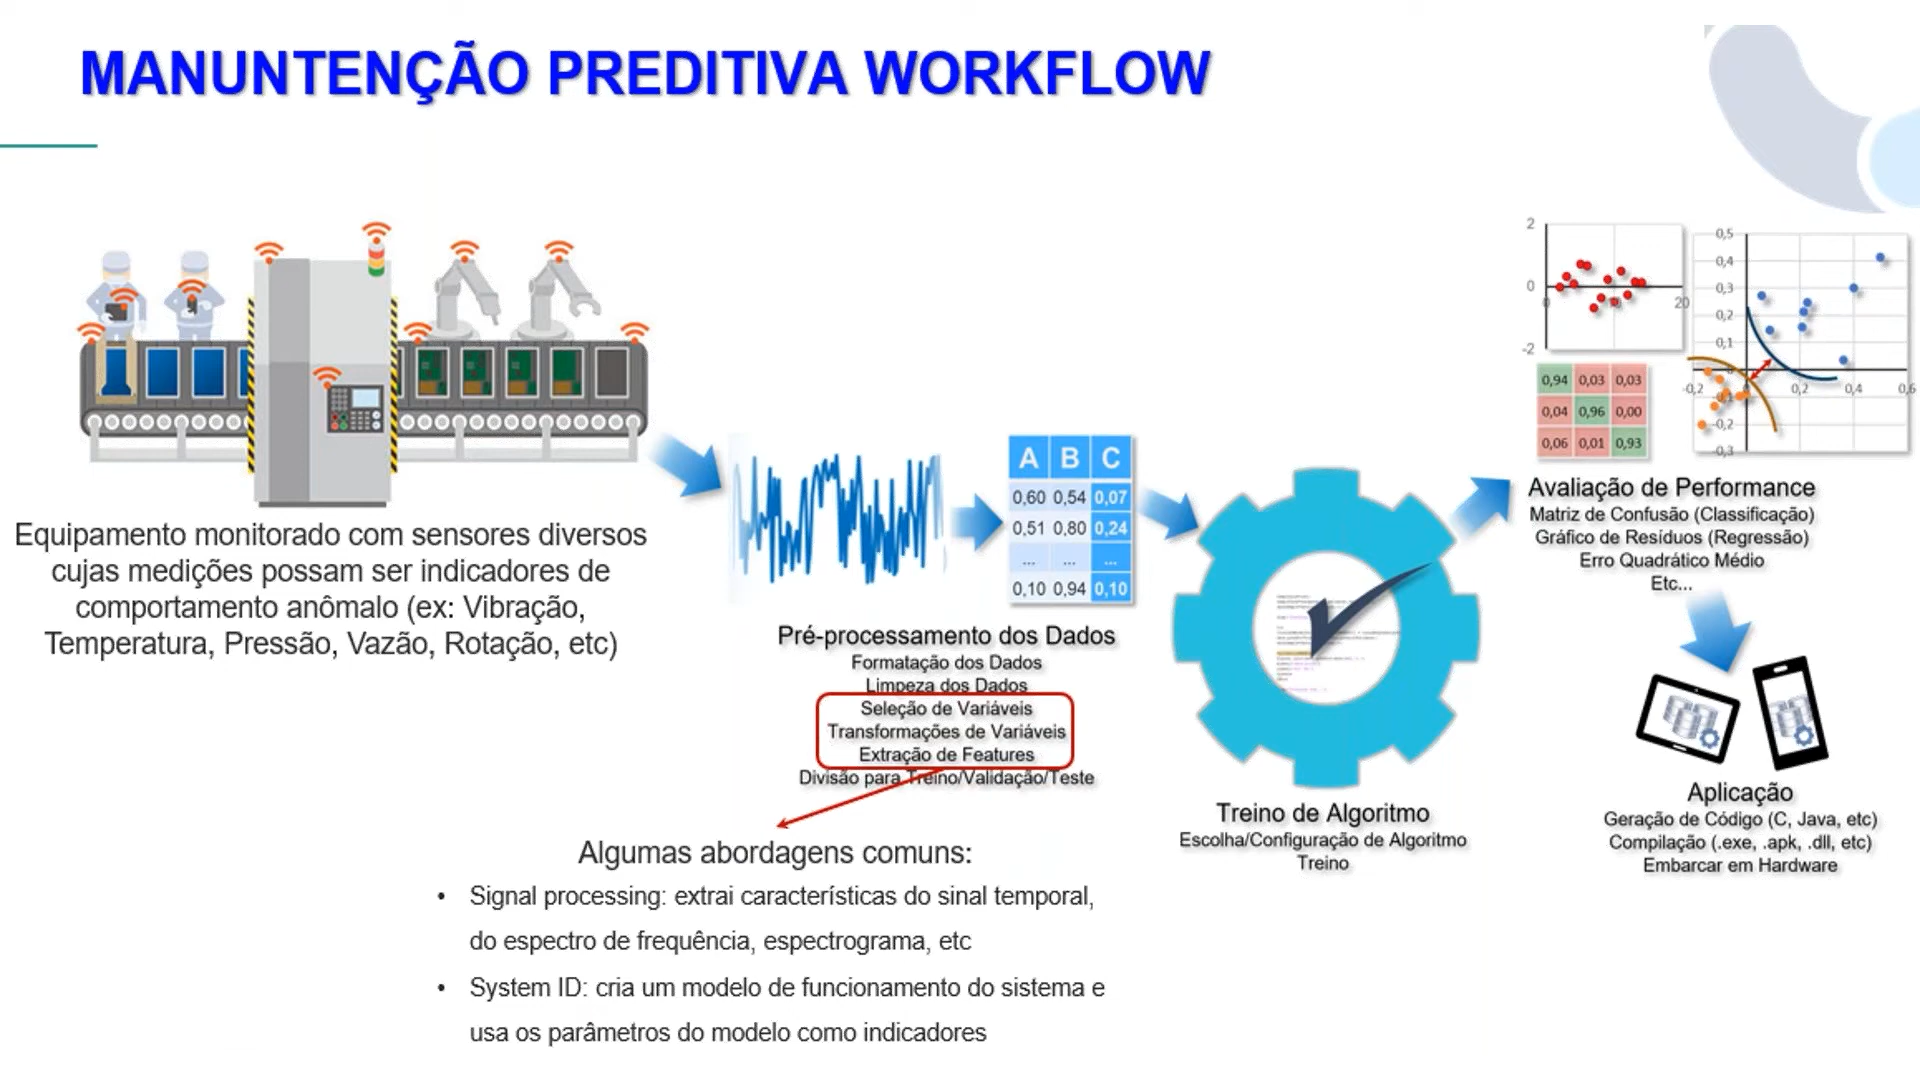 MANUNTENÇÃO PREDITIVA WORKFLOW
Equipamento monitorado com sensores diversos
cujas medições possam ser indicadores de
comportamento anômalo (ex: Vibração,
Temperatura, Pressão, Vazão, Rotação, etc)
A B C
0,60 0,54 0,07
0,51 0,80 0,24
... ... ...
0,10 0,94 0,10
Pré-processamento dos Dados
Formatação dos Dados
Limpeza dos Dados
Seleção de Variáveis
Transformações de Variáveis
Extração de Features
Divisão para Treino/Validação/Teste
Algumas abordagens comuns:
• Signal processing: extrai características do sinal temporal,
do espectro de frequência, espectrograma, etc
• System ID: cria um modelo de funcionamento do sistema e
usa os parâmetros do modelo como indicadores
Treino de Algoritmo
Escolha/Configuração de Algoritmo
Treino
2
0
0 10 20
-2
0,5
0,4
0,3
0,2
0,1
0
-0,2 0 0,2 0,4 0,6
-0,1
-0,2
-0,3
0,94 0,03 0,03
0,04 0,96 0,00
0,06 0,01 0,93
Avaliação de Performance
Matriz de Confusão (Classificação)
Gráfico de Resíduos (Regressão)
Erro Quadrático Médio
Etc...
Aplicação
Geração de Código (C, Java, etc)
Compilação (.exe, .apk, .dll, etc)
Embarcar em Hardware